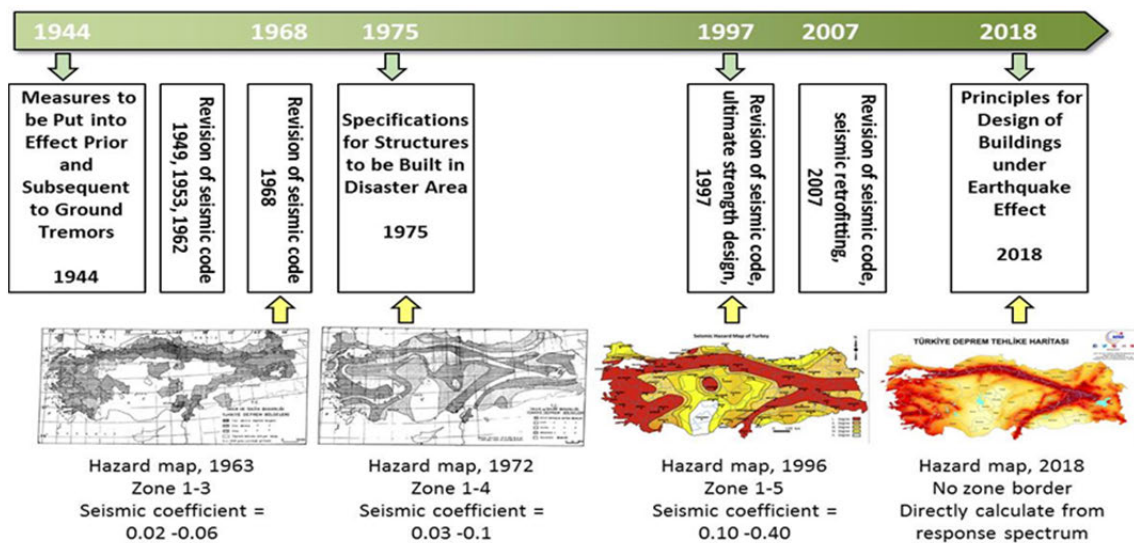 1944
1968
1975
1997
2007
2018
Measures to
be Put into
Effect Prior
and
Subsequent
to Ground
Tremors
1944
Revision of seismic code
1949, 1953, 1962
Revision of seismic code
1968
Specifications
for Structures
to be Built in
Disaster Area
1975
Revision of seismic code,
ultimate strength design,
1997
Revision of seismic code,
seismic retrofitting,
2007
Principles for
Design of
Buildings
under
Earthquake
Effect
2018
Seismic Hazard Map of Turkey
TÜRKİYE DEPREM TEHLİKE HARİTASI
Hazard map, 1963
Zone 1-3
Seismic coefficient =
0.02 -0.06
Hazard map, 1972
Zone 1-4
Seismic coefficient =
0.03 -0.1
Hazard map, 1996
Zone 1-5
Seismic coefficient =
0.10 -0.40
Hazard map, 2018
No zone border
Directly calculate from
response spectrum